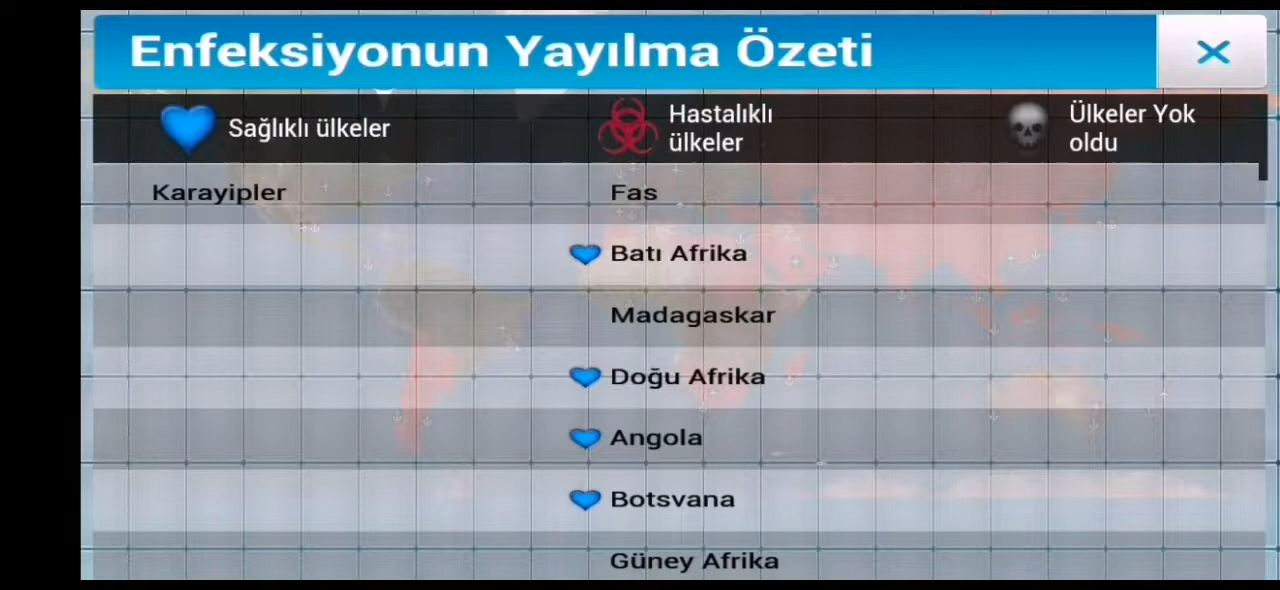 Enfeksiyonun Yayılma Özeti
Sağlıklı ülkeler
Hastalıklı
ülkeler
Ülkeler Yok
oldu
Karayipler
Fas
Batı Afrika
Madagaskar
Doğu Afrika
Angola
Botsvana
Güney Afrika